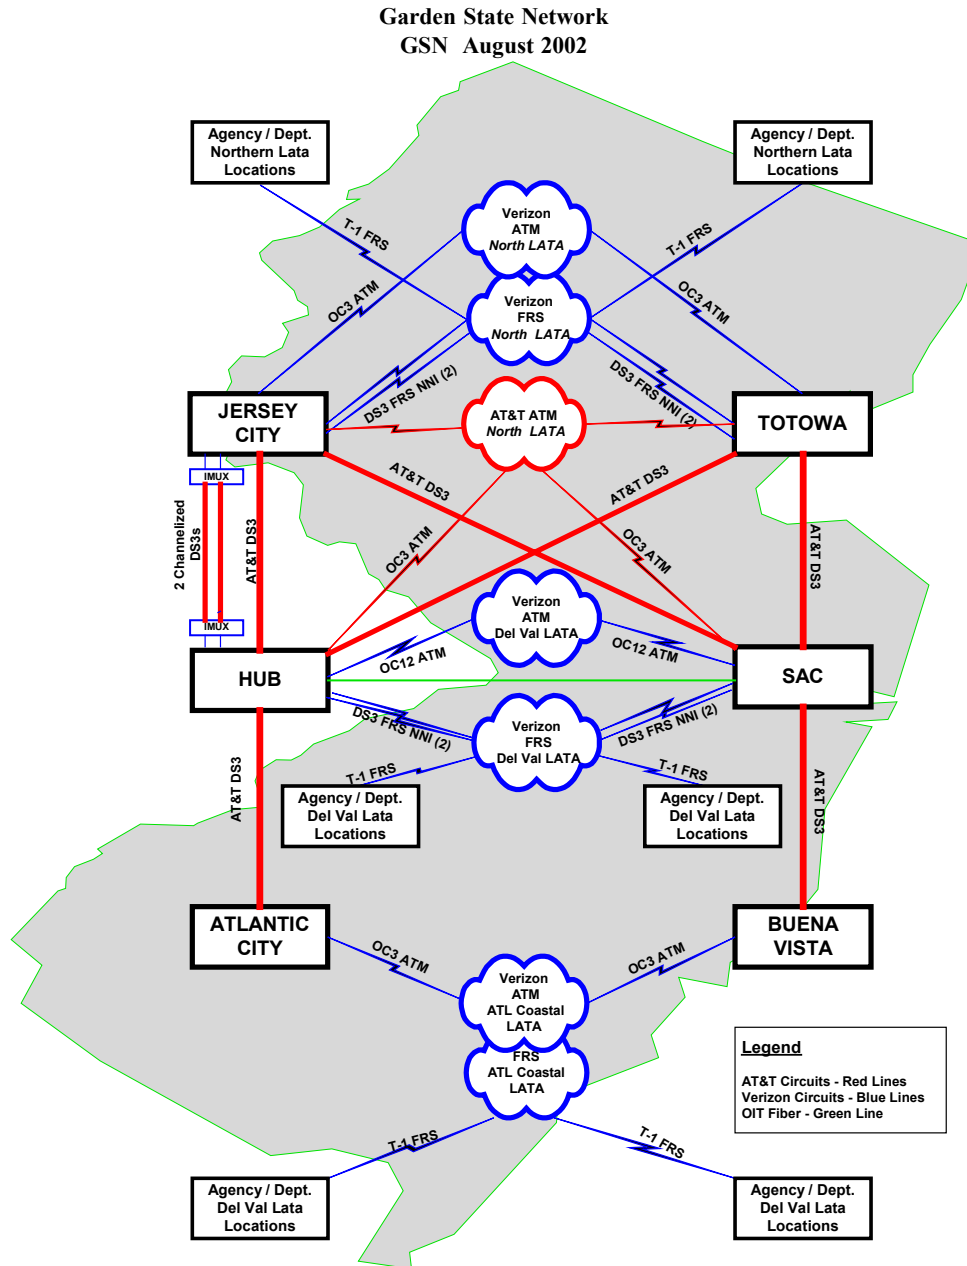 Garden State Network
GSN  August 2002
Agency / Dept.
Northern Lata
Locations
Agency / Dept.
Northern Lata
Locations
Verizon
ATM
North LATA
T-1 FRS
T-1 FRS
OC3 ATM
OC3 ATM
Verizon
FRS
North  LATA
DS3 FRS NNI (2)
DS3 FRS NNI (2)
JERSEY
CITY
AT&T ATM
North  LATA
TOTOWA
IMUX
AT&T DS3
AT&T DS3
2 Channelized
DS3s
AT&T DS3
OC3 ATM
OC3 ATM
AT&T DS3
IMUX
Verizon
ATM
Del Val LATA
HUB
OC12 ATM
OC12 ATM
SAC
DS3 FRS NNI (2)
Verizon
FRS
Del Val LATA
DS3 FRS NNI (2)
AT&T DS3
T-1 FRS
T-1 FRS
AT&T DS3
Agency / Dept.
Del Val Lata
Locations
Agency / Dept.
Del Val Lata
Locations
ATLANTIC
CITY
BUENA
VISTA
OC3 ATM
OC3 ATM
Verizon
ATM
ATL Coastal
LATA
FRS
ATL Coastal
LATA
Legend
AT&T Circuits - Red Lines
Verizon Circuits - Blue Lines
OIT Fiber - Green Line
T-1 FRS
T-1 FRS
Agency / Dept.
Del Val Lata
Locations
Agency / Dept.
Del Val Lata
Locations